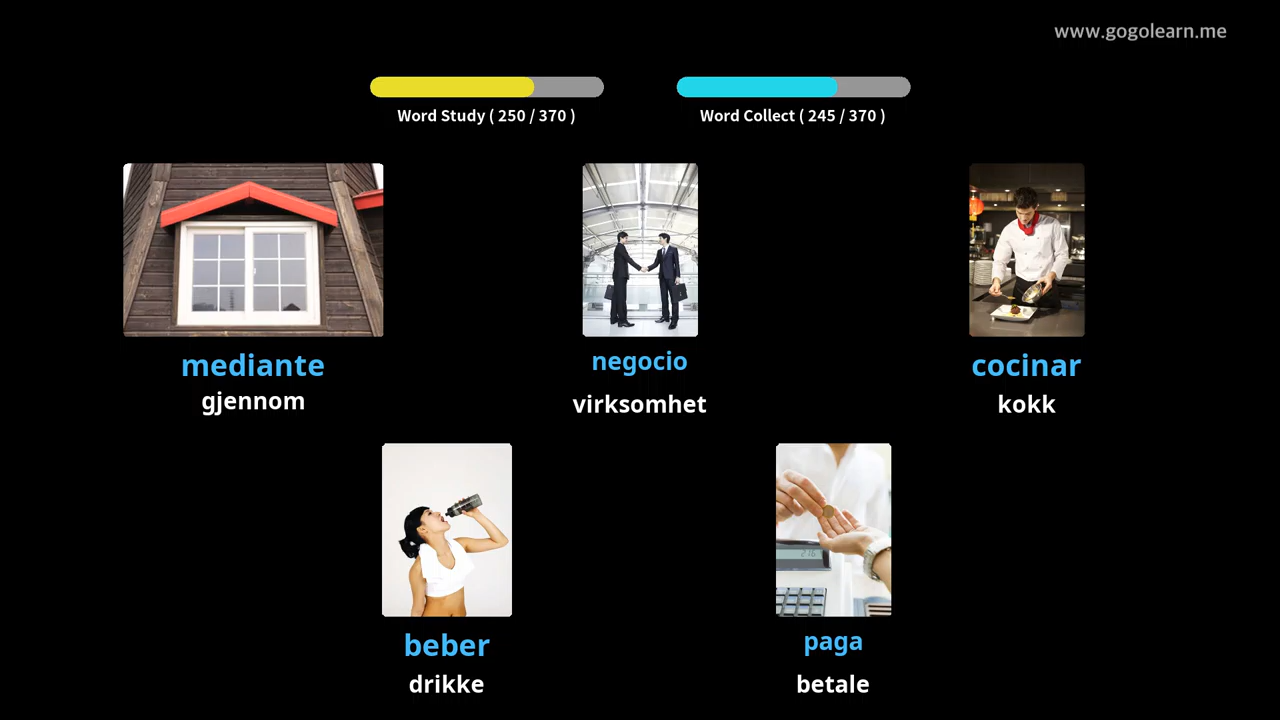 www.gogolearn.me
Word Study ( 250 / 370 )
Word Collect ( 245 / 370 )
mediante
gjennom
negocio
virksomhet
cocinar
kokk
beber
drikke
paga
betale